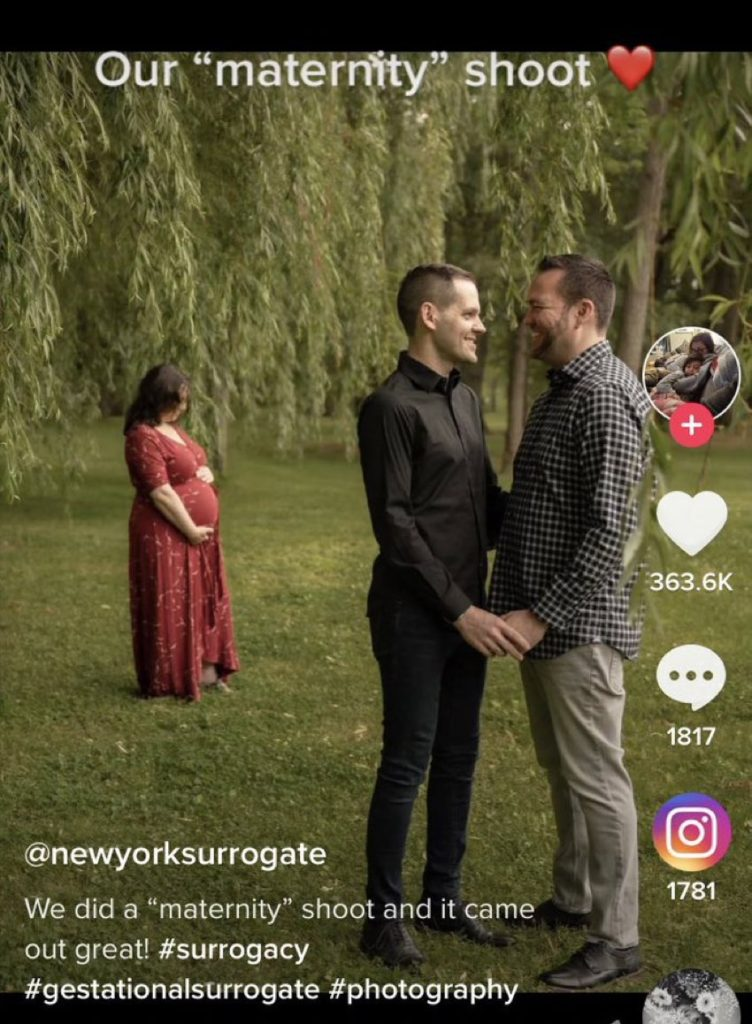 Our “maternity” shoot ❤️
363.6K
1817
1781
@newyorksurrogate
We did a “maternity” shoot and it came
out great! #surrogacy
#gestationalsurrogate #photography